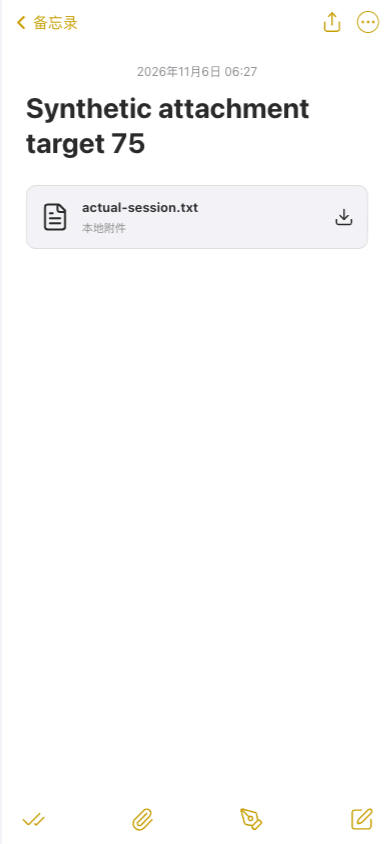 备忘录
2026年11月6日 06:27
Synthetic attachment
target 75
actual-session.txt
本地附件